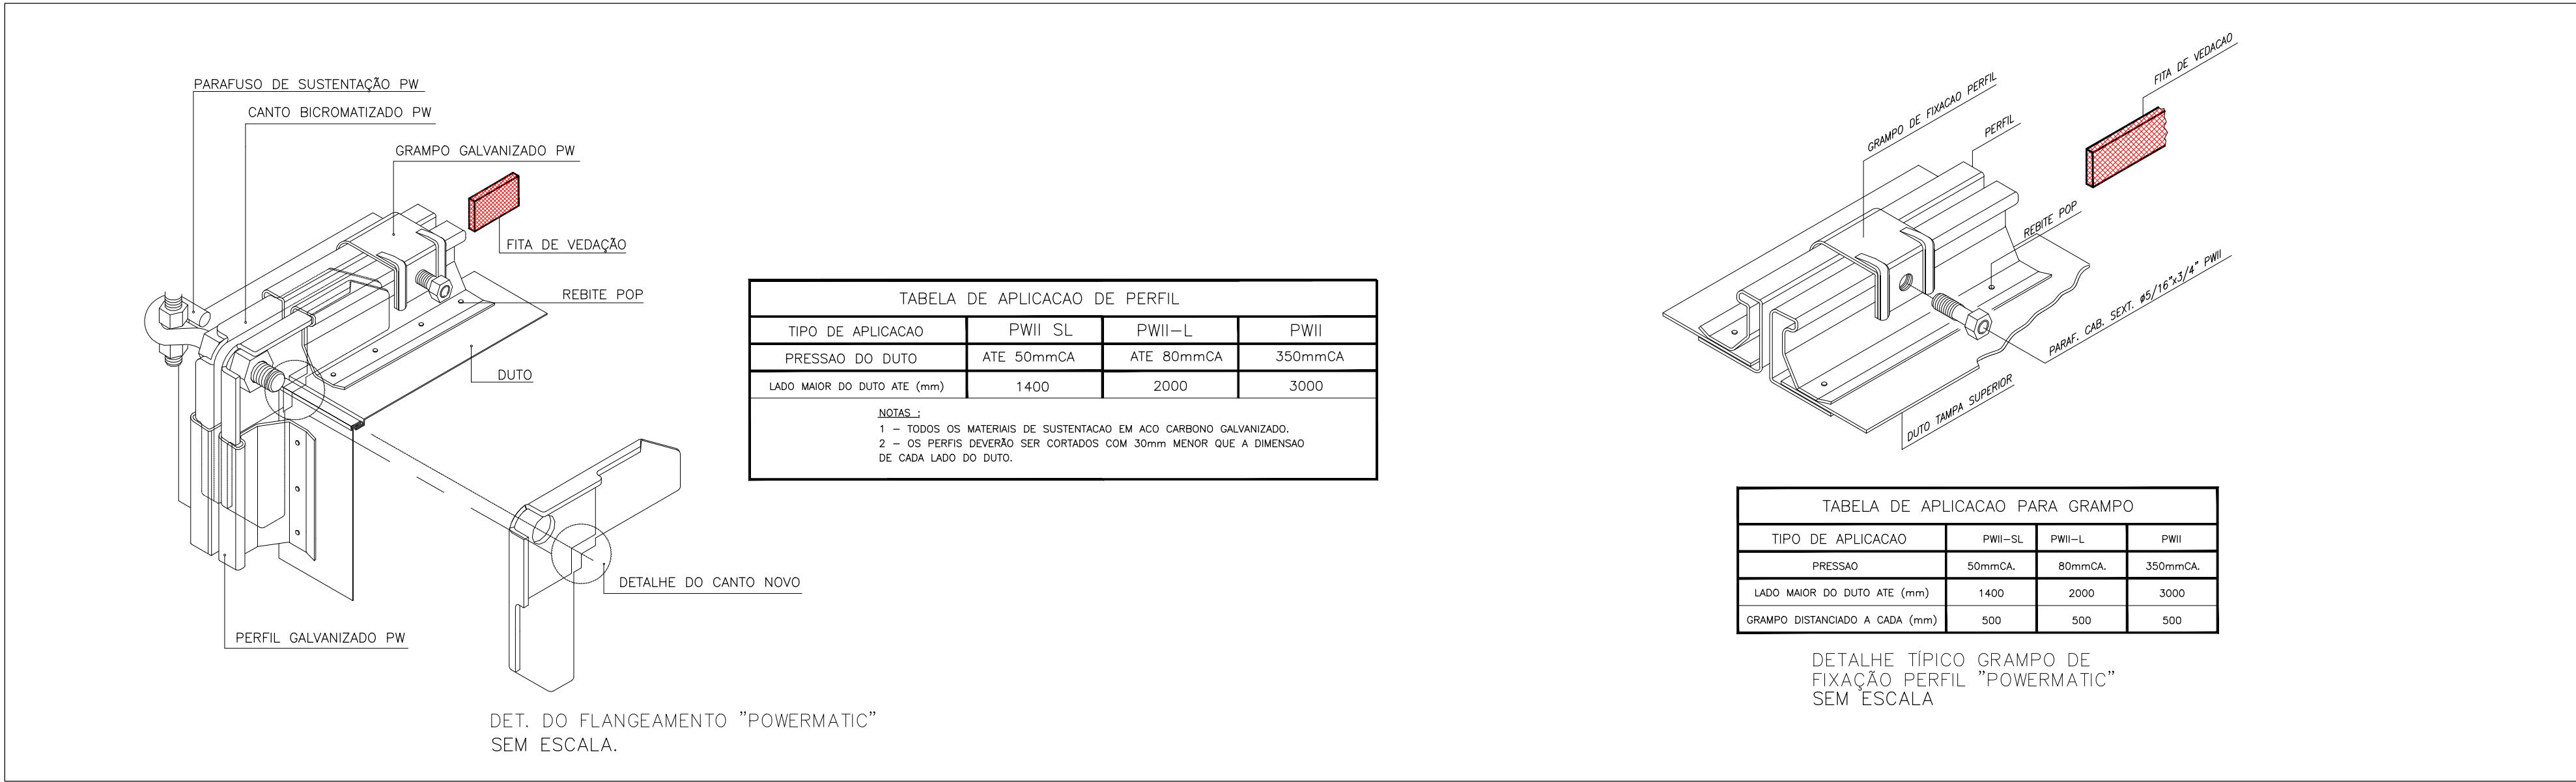 PARAFUSO DE SUSTENTAÇÃO PW
CANTO BICROMATIZADO PW
GRAMPO GALVANIZADO PW
FITA DE VEDAÇÃO
REBITE POP
DUTO
DETALHE DO CANTO NOVO
PERFIL GALVANIZADO PW
DET. DO FLANGEAMENTO "POWERMATIC"
SEM ESCALA.
TABELA DE APLICACAO DE PERFIL
TIPO DE APLICACAO PWII SL PWII-L PWII
PRESSAO DO DUTO ATE 50mmCA ATE 80mmCA 350mmCA
LADO MAIOR DO DUTO ATE (mm) 1400 2000 3000
NOTAS :
1 - TODOS OS MATERIAIS DE SUSTENTACAO EM ACO CARBONO GALVANIZADO.
2 - OS PERFIS DEVERÃO SER CORTADOS COM 30mm MENOR QUE A DIMENSAO
DE CADA LADO DO DUTO.
FITA DE VEDACAO
GRAMPO DE FIXACAO PERFIL
PERFIL
REBITE POP
PARAF. CAB. SEXT. ø5/16"x3/4" PWII
DUTO TAMPA SUPERIOR
TABELA DE APLICACAO PARA GRAMPO
TIPO DE APLICACAO PWII-SL PWII-L PWII
PRESSAO 50mmCA. 80mmCA. 350mmCA.
LADO MAIOR DO DUTO ATE (mm) 1400 2000 3000
GRAMPO DISTANCIADO A CADA (mm) 500 500 500
DETALHE TÍPICO GRAMPO DE
FIXAÇÃO PERFIL "POWERMATIC"
SEM ESCALA